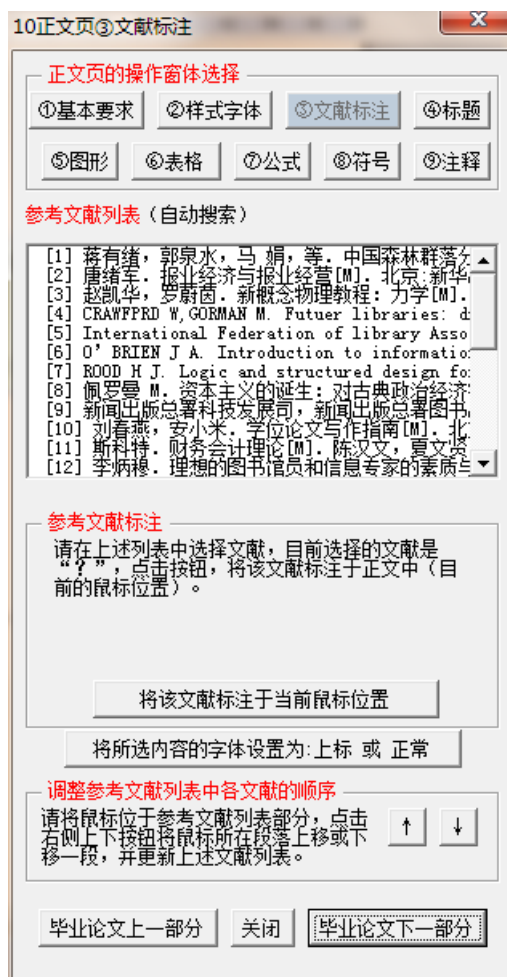 10正文页③文献标注
X
正文页的操作窗体选择
①基本要求 ②样式字体 ③文献标注 ④标题
⑤图形 ⑥表格 ⑦公式 ⑧符号 ⑨注释
参考文献列表（自动搜索）
[1] 蒋有绪，郭泉水，马 娟，等. 中国森林群落分
[2] 唐绪军. 报业经济与报业经营[M]. 北京:新华
[3] 赵凯华，罗蔚茵. 新概念物理教程: 力学[M].
[4] CRAWFPRD W,GORMAN M. Futuer libraries: d
[5] International Federation of library Asso
[6] O’BRIEN J A. Introduction to informatio
[7] ROOD H J. Logic and structured design fo
[8] 佩罗曼 M. 资本主义的诞生: 对古典政治经济
[9] 新闻出版总署科技发展司，新闻出版总署图书
[10] 刘春燕，安小米. 学位论文写作指南[M]. 北
[11] 斯科特. 财务会计理论[M]. 陈汉文，夏文贤
[12] 李炳穆. 理想的图书馆员和信息专家的素质与
参考文献标注
请在上述列表中选择文献，目前选择的文献是
“？”，点击按钮，将该文献标注于正文中（目
前的鼠标位置）。
将该文献标注于当前鼠标位置
将所选内容的字体设置为:上标 或 正常
调整参考文献列表中各文献的顺序
请将鼠标位于参考文献列表部分，点击
右侧上下按钮将鼠标所在段落上移或下
移一段，并更新上述文献列表。
↑ ↓
毕业论文上一部分 关闭 毕业论文下一部分